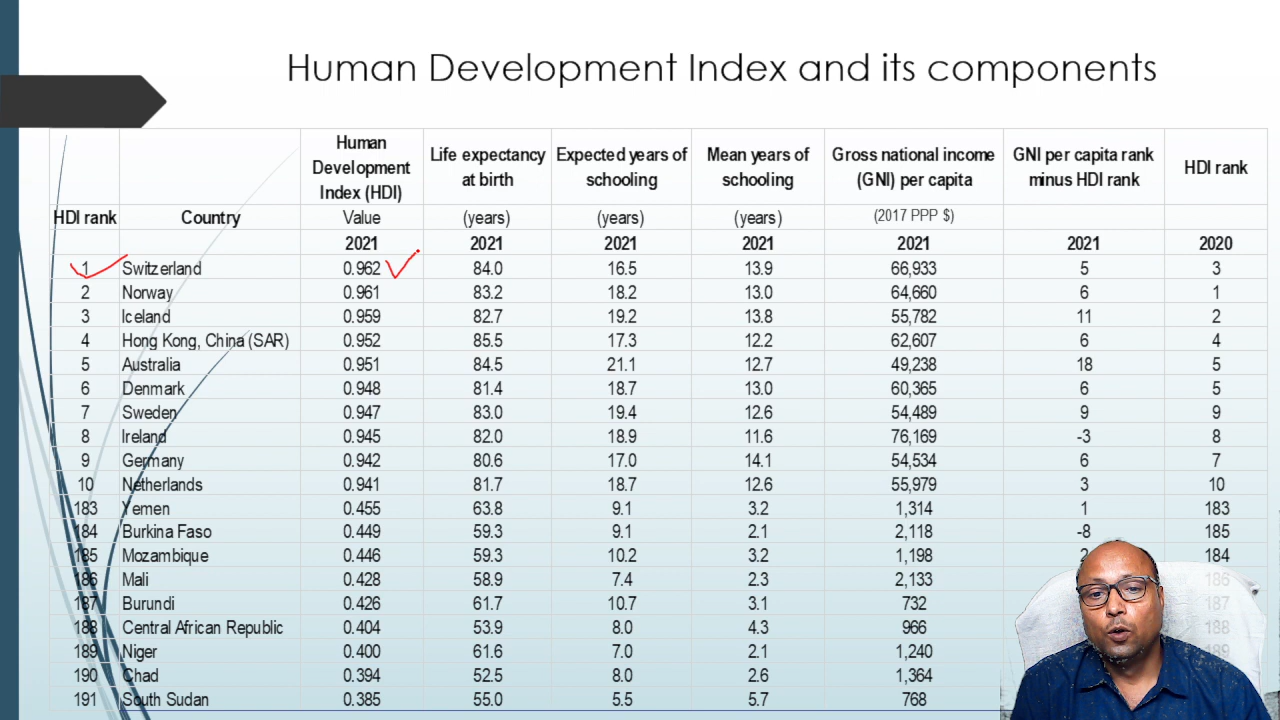 Human Development Index and its components
Human Development Index (HDI) Life expectancy at birth Expected years of schooling Mean years of schooling Gross national income (GNI) per capita GNI per capita rank minus HDI rank HDI rank
HDI rank Country Value (years) (years) (years) (2017 PPP $)
2021 2021 2021 2021 2021 2021 2020
1 Switzerland 0.962 84.0 16.5 13.9 66,933 5 3
2 Norway 0.961 83.2 18.2 13.0 64,660 6 1
3 Iceland 0.959 82.7 19.2 13.8 55,782 11 2
4 Hong Kong, China (SAR) 0.952 85.5 17.3 12.2 62,607 6 4
5 Australia 0.951 84.5 21.1 12.7 49,238 18 5
6 Denmark 0.948 81.4 18.7 13.0 60,365 6 5
7 Sweden 0.947 83.0 19.4 12.6 54,489 9 9
8 Ireland 0.945 82.0 18.9 11.6 76,169 -3 8
9 Germany 0.942 80.6 17.0 14.1 54,534 6 7
10 Netherlands 0.941 81.7 18.7 12.6 55,979 3 10
183 Yemen 0.455 63.8 9.1 3.2 1,314 1 183
184 Burkina Faso 0.449 59.3 9.1 2.1 2,118 -8 185
185 Mozambique 0.446 59.3 10.2 3.2 1,198 2 184
186 Mali 0.428 58.9 7.4 2.3 2,133 186
187 Burundi 0.426 61.7 10.7 3.1 732 187
188 Central African Republic 0.404 53.9 8.0 4.3 966 188
189 Niger 0.400 61.6 7.0 2.1 1,240 189
190 Chad 0.394 52.5 8.0 2.6 1,364
191 South Sudan 0.385 55.0 5.5 5.7 768